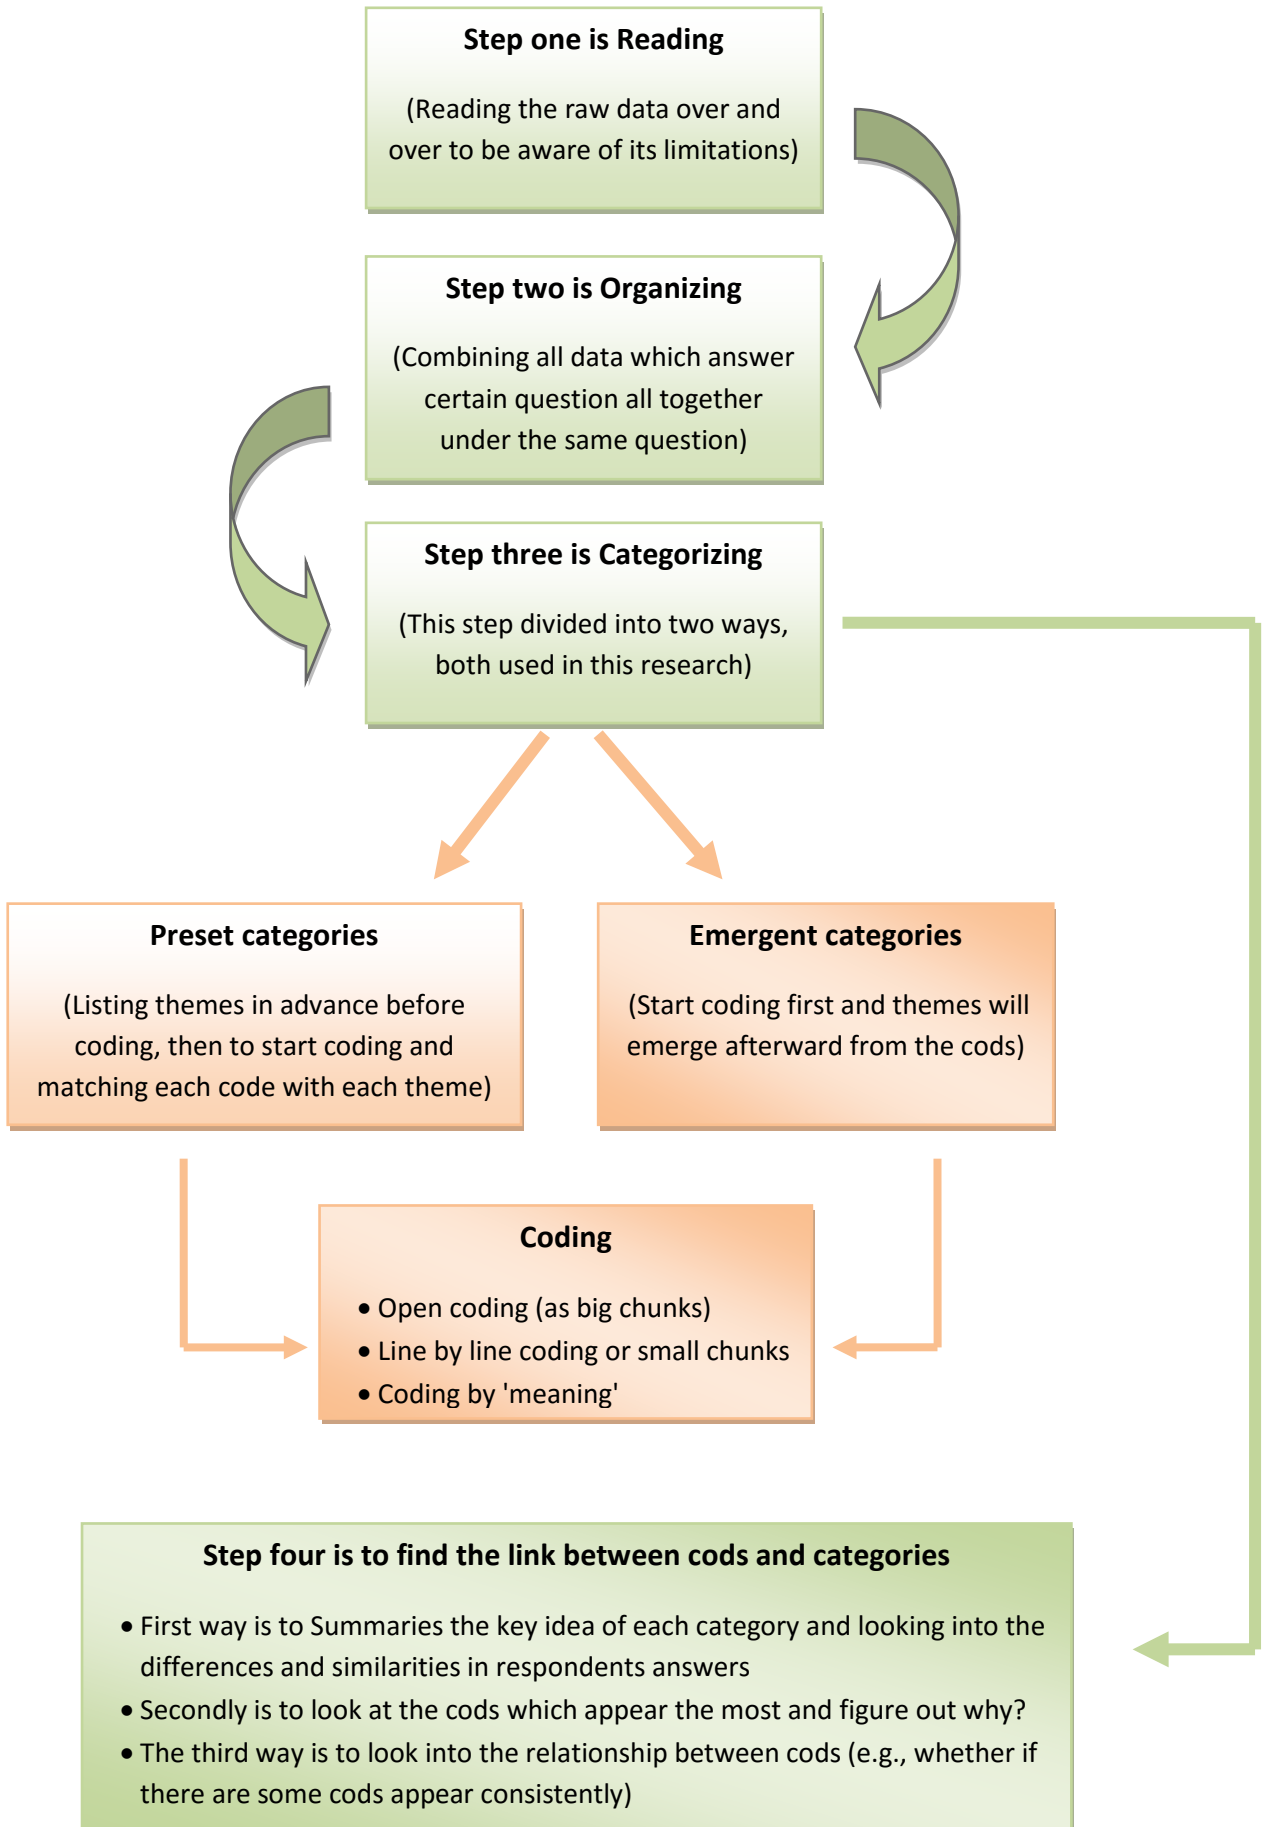 Step one is Reading
(Reading the raw data over and
over to be aware of its limitations)
Step two is Organizing
(Combining all data which answer
certain question all together
under the same question)
Step three is Categorizing
(This step divided into two ways,
both used in this research)
Preset categories
(Listing themes in advance before
coding, then to start coding and
matching each code with each theme)
Emergent categories
(Start coding first and themes will
emerge afterward from the cods)
Coding
• Open coding (as big chunks)
• Line by line coding or small chunks
• Coding by 'meaning'
Step four is to find the link between cods and categories
• First way is to Summaries the key idea of each category and looking into the
differences and similarities in respondents answers
• Secondly is to look at the cods which appear the most and figure out why?
• The third way is to look into the relationship between cods (e.g., whether if
there are some cods appear consistently)